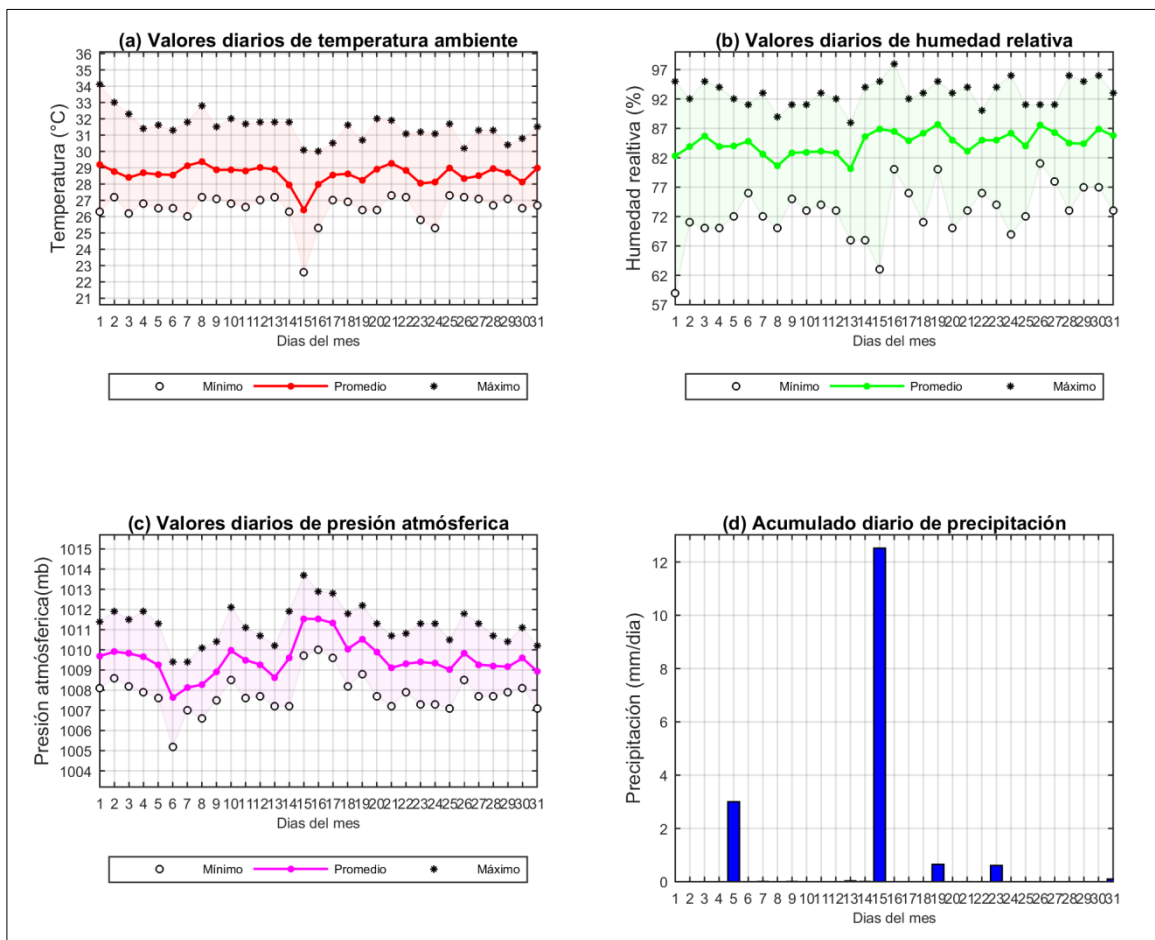 (a) Valores diarios de temperatura ambiente
36
35
34
33
32
31
30
29
28
27
26
25
24
23
22
21
Temperatura (°C)
1 2 3 4 5 6 7 8 9 10 11 12 13 14 15 16 17 18 19 20 21 22 23 24 25 26 27 28 29 30 31
Dias del mes
Mínimo Promedio Máximo
(b) Valores diarios de humedad relativa
97
92
87
82
77
72
67
62
57
Humedad realtiva (%)
1 2 3 4 5 6 7 8 9 10 11 12 13 14 15 16 17 18 19 20 21 22 23 24 25 26 27 28 29 30 31
Dias del mes
Mínimo Promedio Máximo
(c) Valores diarios de presión atmósferica
1015
1014
1013
1012
1011
1010
1009
1008
1007
1006
1005
1004
Presión atmósferica(mb)
1 2 3 4 5 6 7 8 9 10 11 12 13 14 15 16 17 18 19 20 21 22 23 24 25 26 27 28 29 30 31
Dias del mes
Mínimo Promedio Máximo
(d) Acumulado diario de precipitación
12
10
8
6
4
2
0
Precipitación (mm/dia)
1 2 3 4 5 6 7 8 9 10 11 12 13 14 15 16 17 18 19 20 21 22 23 24 25 26 27 28 29 30 31
Dias del mes